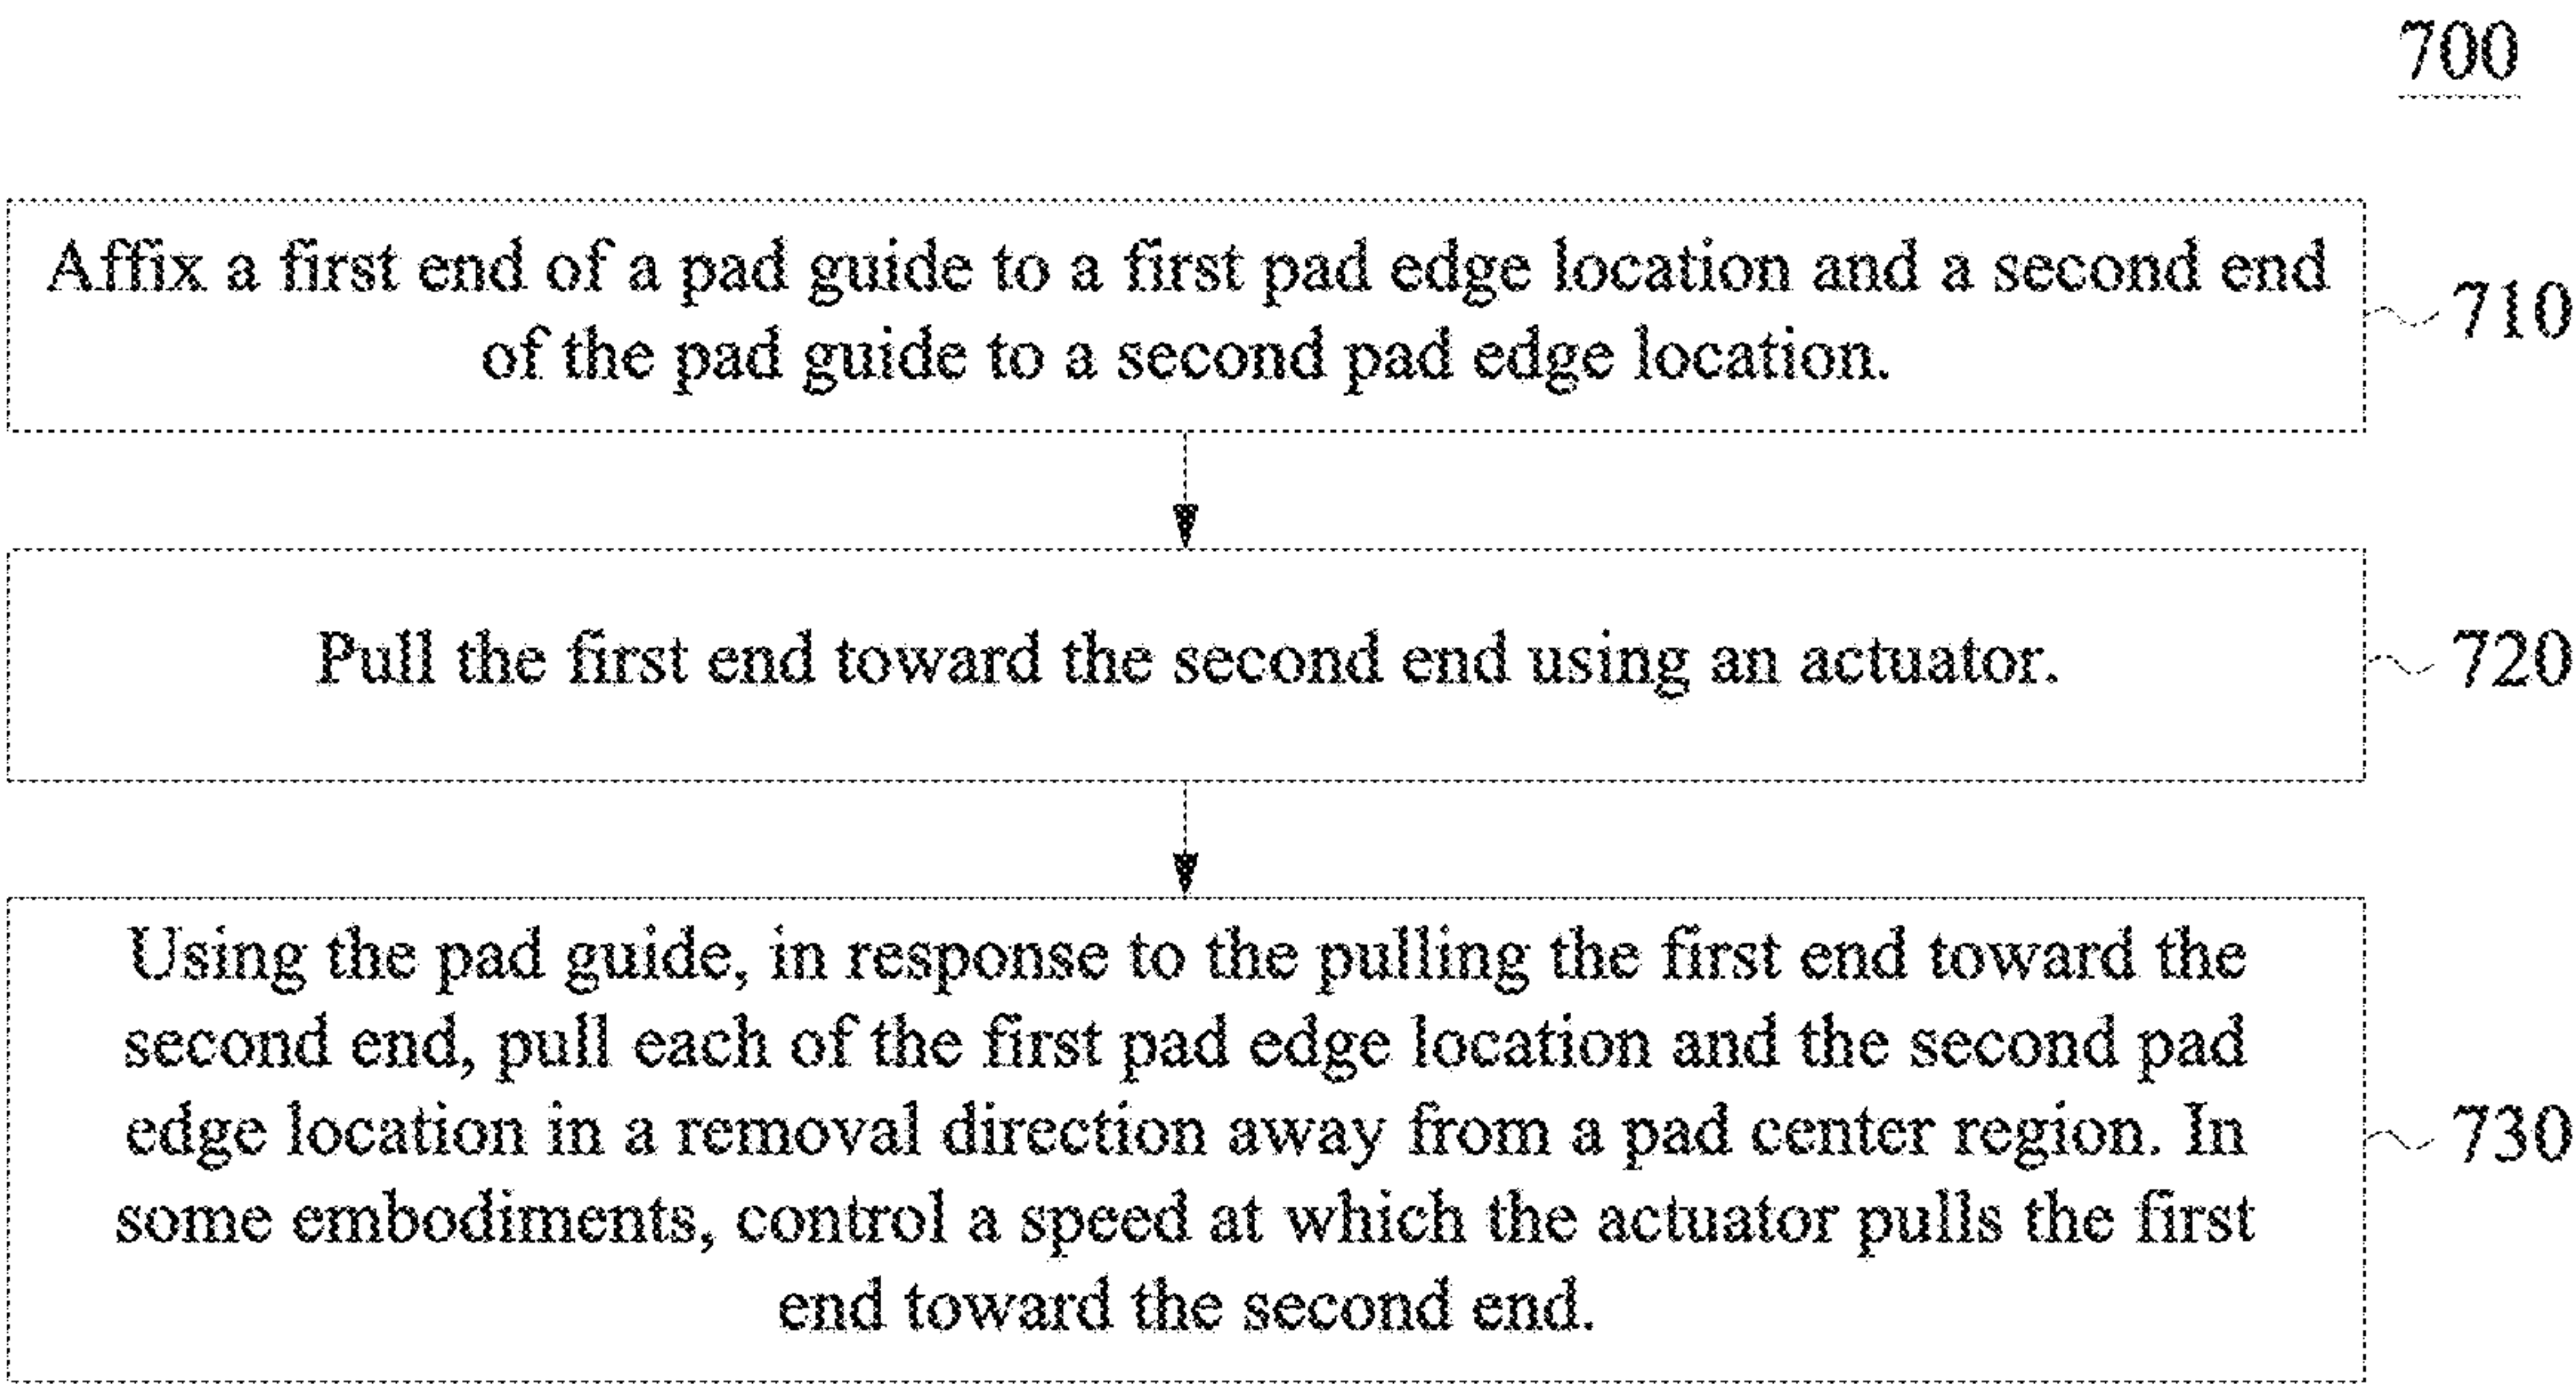 700
Affix a first end of a pad guide to a first pad edge location and a second end
of the pad guide to a second pad edge location.
710
Pull the first end toward the second end using an actuator.
720
Using the pad guide, in response to the pulling the first end toward the
second end, pull each of the first pad edge location and the second pad
edge location in a removal direction away from a pad center region. In
some embodiments, control a speed at which the actuator pulls the first
end toward the second end.
730